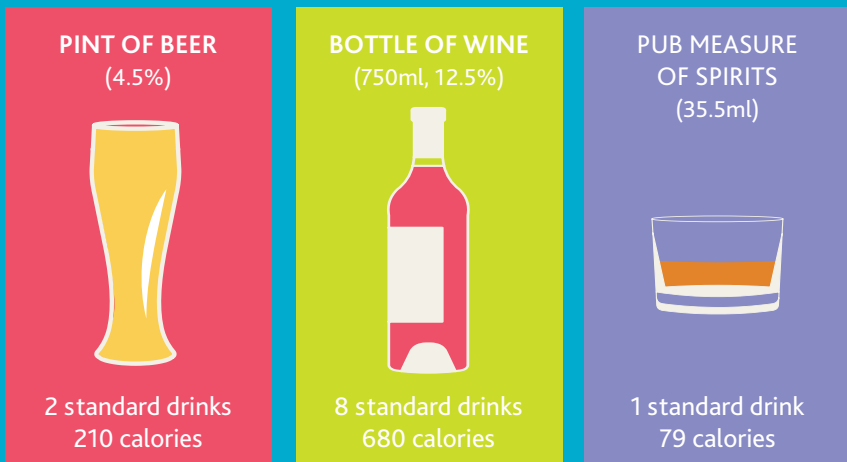 PINT OF BEER
(4.5%)
2 standard drinks
210 calories
BOTTLE OF WINE
(750ml, 12.5%)
8 standard drinks
680 calories
PUB MEASURE
OF SPIRITS
(35.5ml)
1 standard drink
79 calories